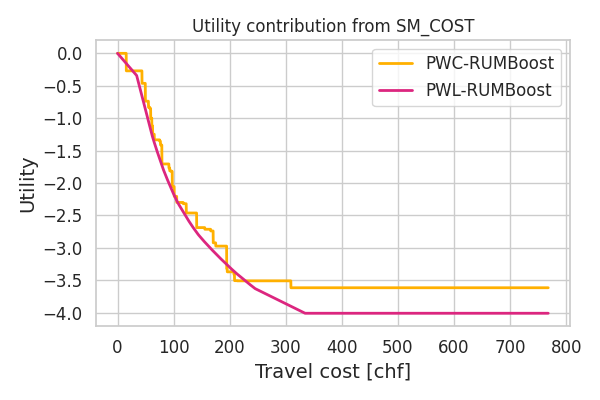 Utility contribution from SM_COST
PWC-RUMBoost
PWL-RUMBoost
Utility
0.0
−0.5
−1.0
−1.5
−2.0
−2.5
−3.0
−3.5
−4.0
0 100 200 300 400 500 600 700 800
Travel cost [chf]